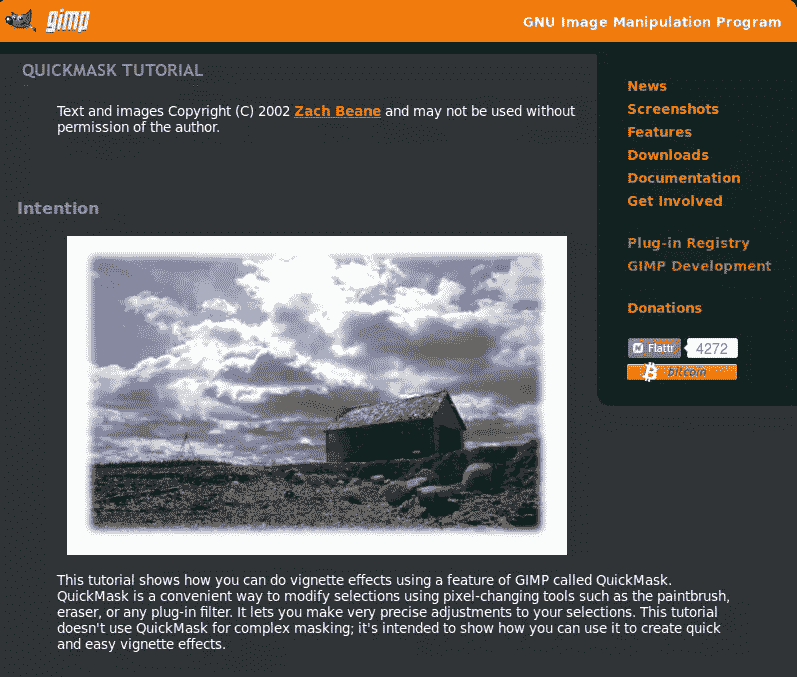 gimp
GNU Image Manipulation Program
QUICKMASK TUTORIAL
Text and images Copyright (C) 2002 Zach Beane and may not be used without
permission of the author.
Intention
This tutorial shows how you can do vignette effects using a feature of GIMP called QuickMask.
QuickMask is a convenient way to modify selections using pixel-changing tools such as the paintbrush,
eraser, or any plug-in filter. It lets you make very precise adjustments to your selections. This tutorial
doesn't use QuickMask for complex masking; it's intended to show how you can use it to create quick
and easy vignette effects.
News
Screenshots
Features
Downloads
Documentation
Get Involved
Plug-in Registry
GIMP Development
Donations
Flattr 4272
bitcoin